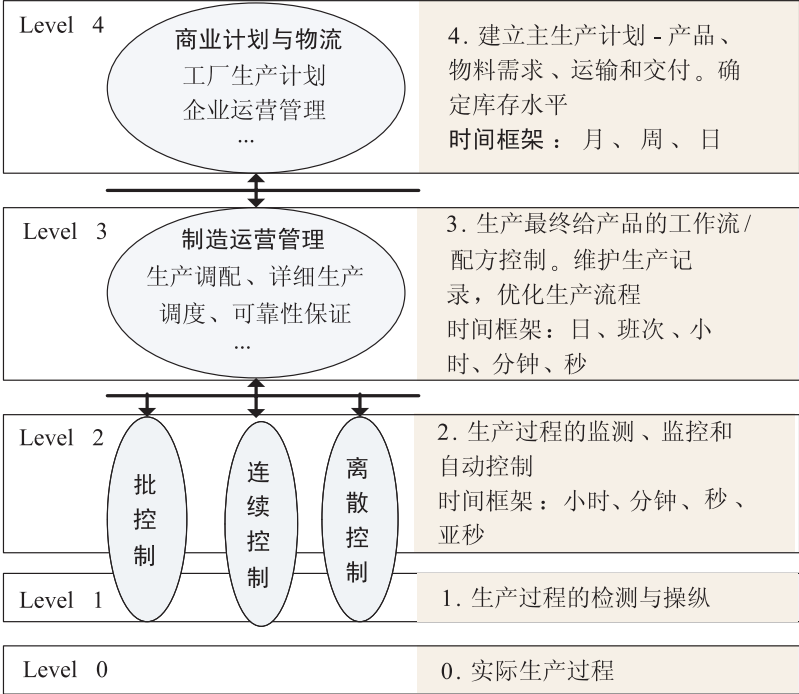 Level 4
商业计划与物流
工厂生产计划
企业运营管理
...
4. 建立主生产计划 - 产品、
物料需求、运输和交付。确
定库存水平
时间框架：月、周、日
Level 3
制造运营管理
生产调配、详细生产
调度、可靠性保证
...
3. 生产最终给产品的工作流/
配方控制。维护生产记
录，优化生产流程
时间框架：日、班次、小
时、分钟、秒
Level 2
批控制
连续控制
离散控制
2. 生产过程的监测、监控和
自动控制
时间框架：小时、分钟、秒、
亚秒
Level 1
1. 生产过程的检测与操纵
Level 0
0. 实际生产过程